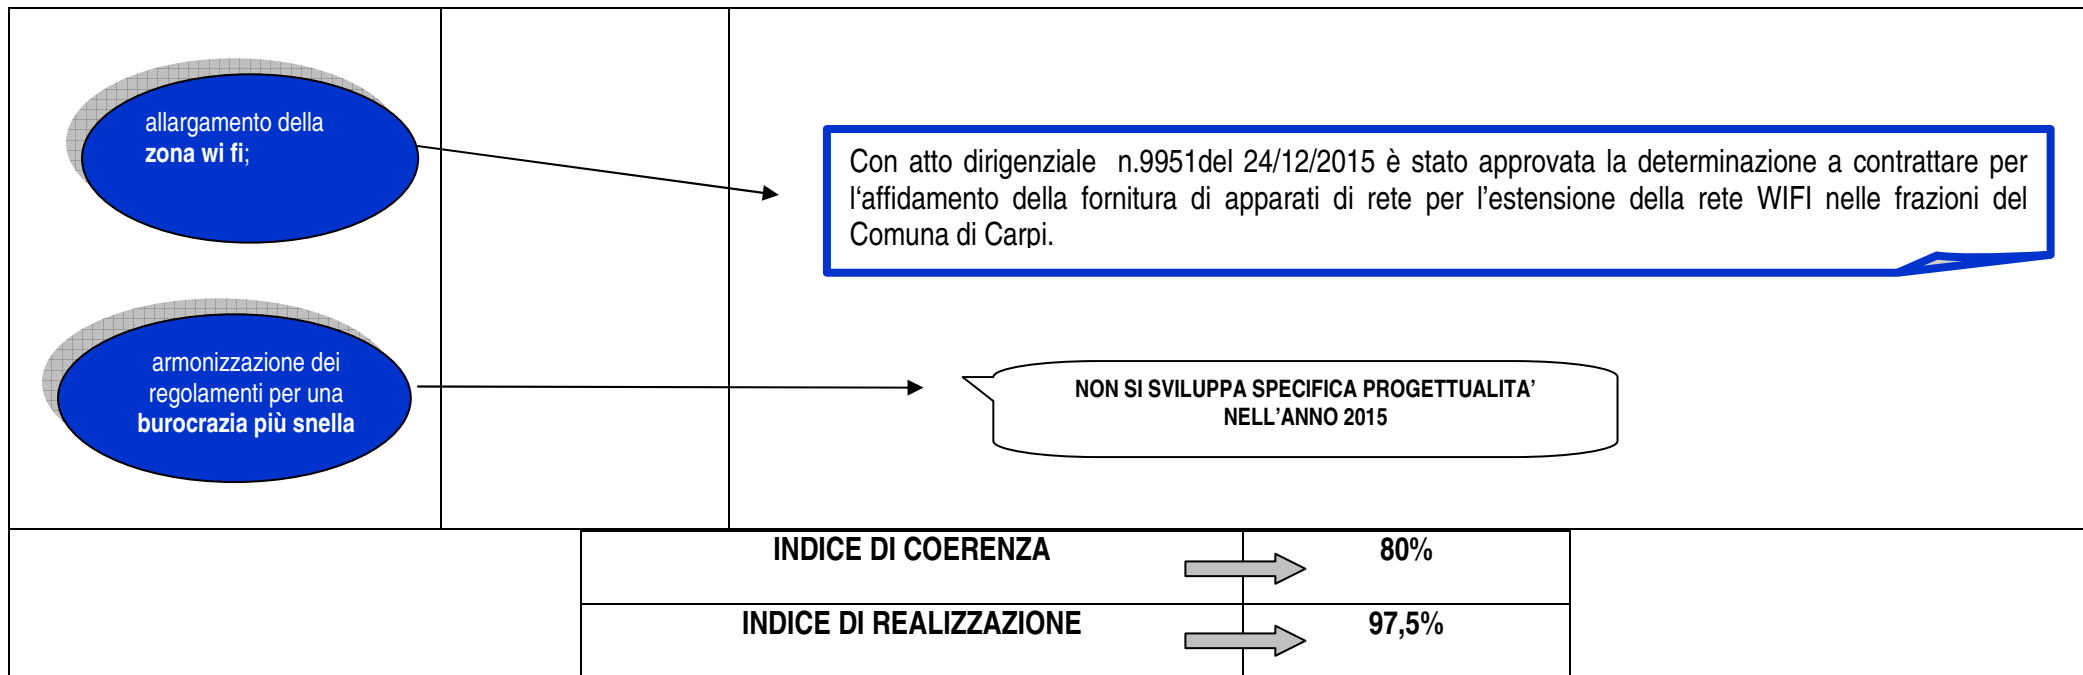 allargamento della
zona wi fi;
Con atto dirigenziale n.9951del 24/12/2015 è stato approvata la determinazione a contrattare per
l‘affidamento della fornitura di apparati di rete per l’estensione della rete WIFI nelle frazioni del
Comuna di Carpi.
armonizzazione dei
regolamenti per una
burocrazia più snella
NON SI SVILUPPA SPECIFICA PROGETTUALITA’
NELL’ANNO 2015
INDICE DI COERENZA 80%
INDICE DI REALIZZAZIONE 97,5%